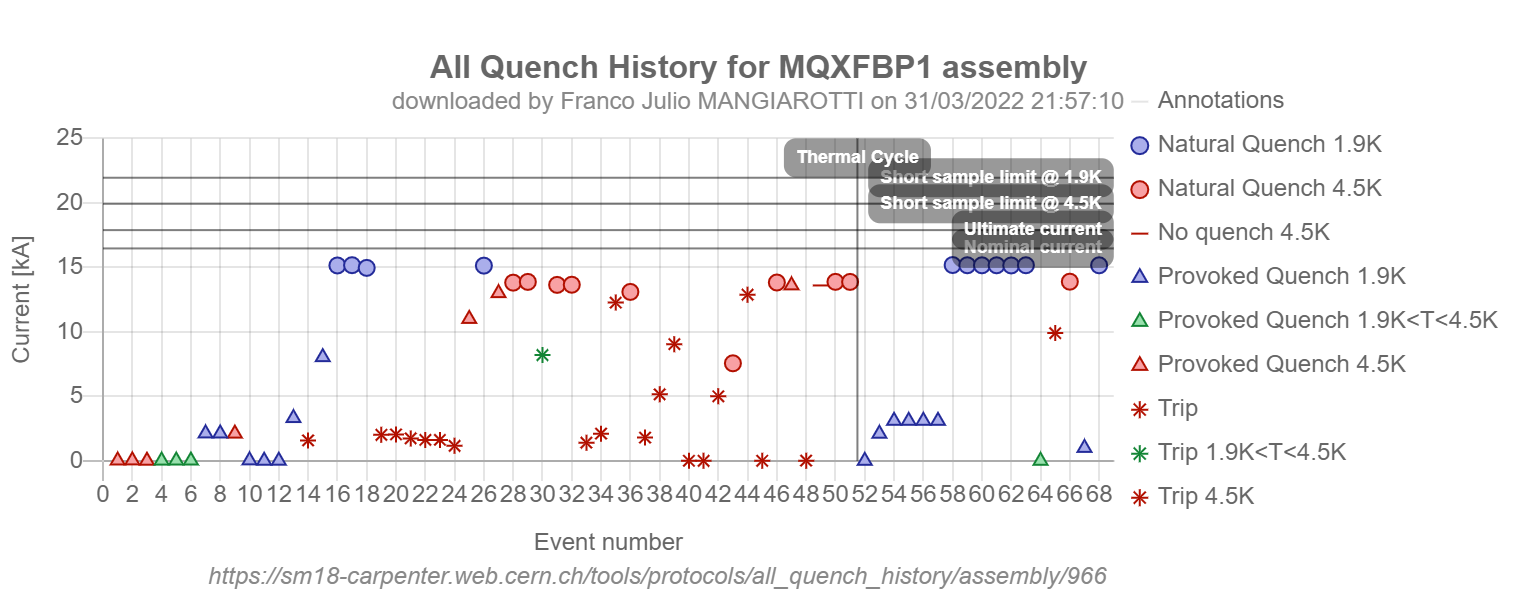 All Quench History for MQXFBP1 assembly
downloaded by Franco Julio MANGIAROTTI on 31/03/2022 21:57:10
Annotations
Natural Quench 1.9K
Natural Quench 4.5K
No quench 4.5K
Provoked Quench 1.9K
Provoked Quench 1.9K<T<4.5K
Provoked Quench 4.5K
Trip
Trip 1.9K<T<4.5K
Trip 4.5K
Thermal Cycle
Short sample limit @ 1.9K
Short sample limit @ 4.5K
Ultimate current
Nominal current
Current [kA]
25
20
15
10
5
0
0 2 4 6 8 10 12 14 16 18 20 22 24 26 28 30 32 34 36 38 40 42 44 46 48 50 52 54 56 58 60 62 64 66 68
Event number
https://sm18-carpenter.web.cern.ch/tools/protocols/all_quench_history/assembly/966